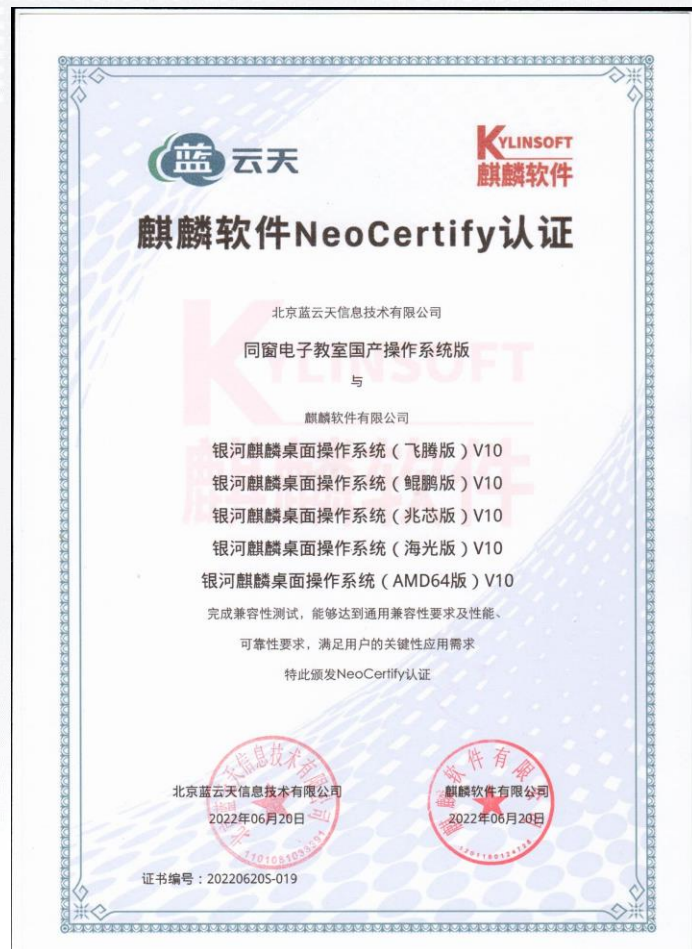 蓝 云天
KYLINSOFT
麒麟软件
麒麟软件NeoCertify认证
北京蓝云天信息技术有限公司
同窗电子教室国产操作系统版
与
麒麟软件有限公司
银河麒麟桌面操作系统（飞腾版）V10
银河麒麟桌面操作系统（鲲鹏版）V10
银河麒麟桌面操作系统（兆芯版）V10
银河麒麟桌面操作系统（海光版）V10
银河麒麟桌面操作系统（AMD64版）V10
完成兼容性测试，能够达到通用兼容性要求及性能、
可靠性要求，满足用户的关键性应用需求
特此颁发NeoCertify认证
北京蓝云天信息技术有限公司
2022年06月20日
麒麟软件有限公司
2022年06月20日
证书编号：20220620S-019